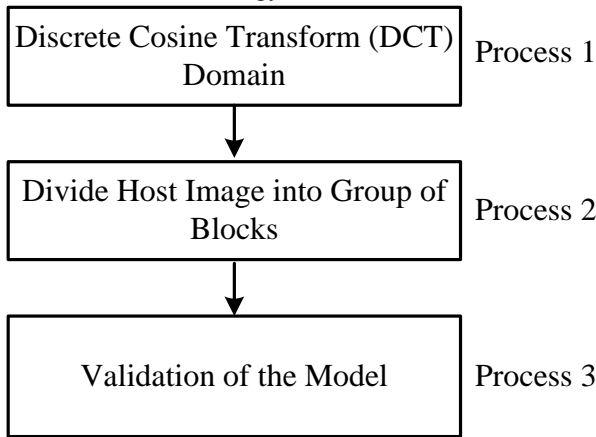 Discrete Cosine Transform (DCT)
Domain
Process 1
Divide Host Image into Group of
Blocks
Process 2
Validation of the Model
Process 3